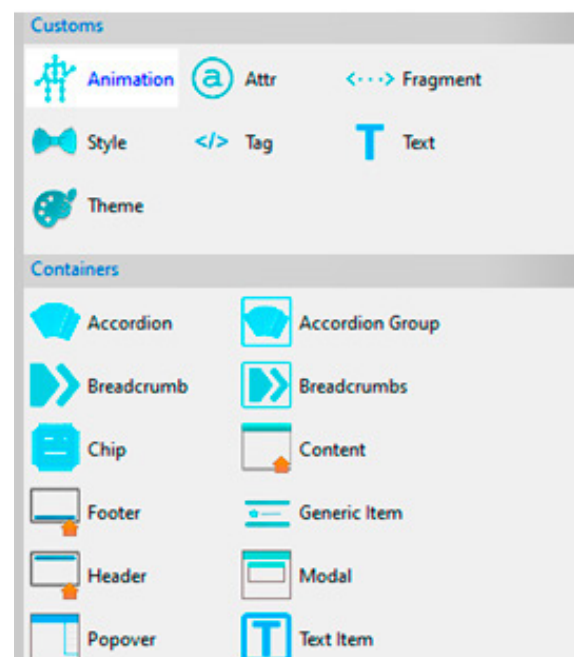 Customs
Animation Attr Fragment
Style Tag Text
Theme
Containers
Accordion Accordion Group
Breadcrumb Breadcrumbs
Chip Content
Footer Generic Item
Header Modal
Popover Text Item